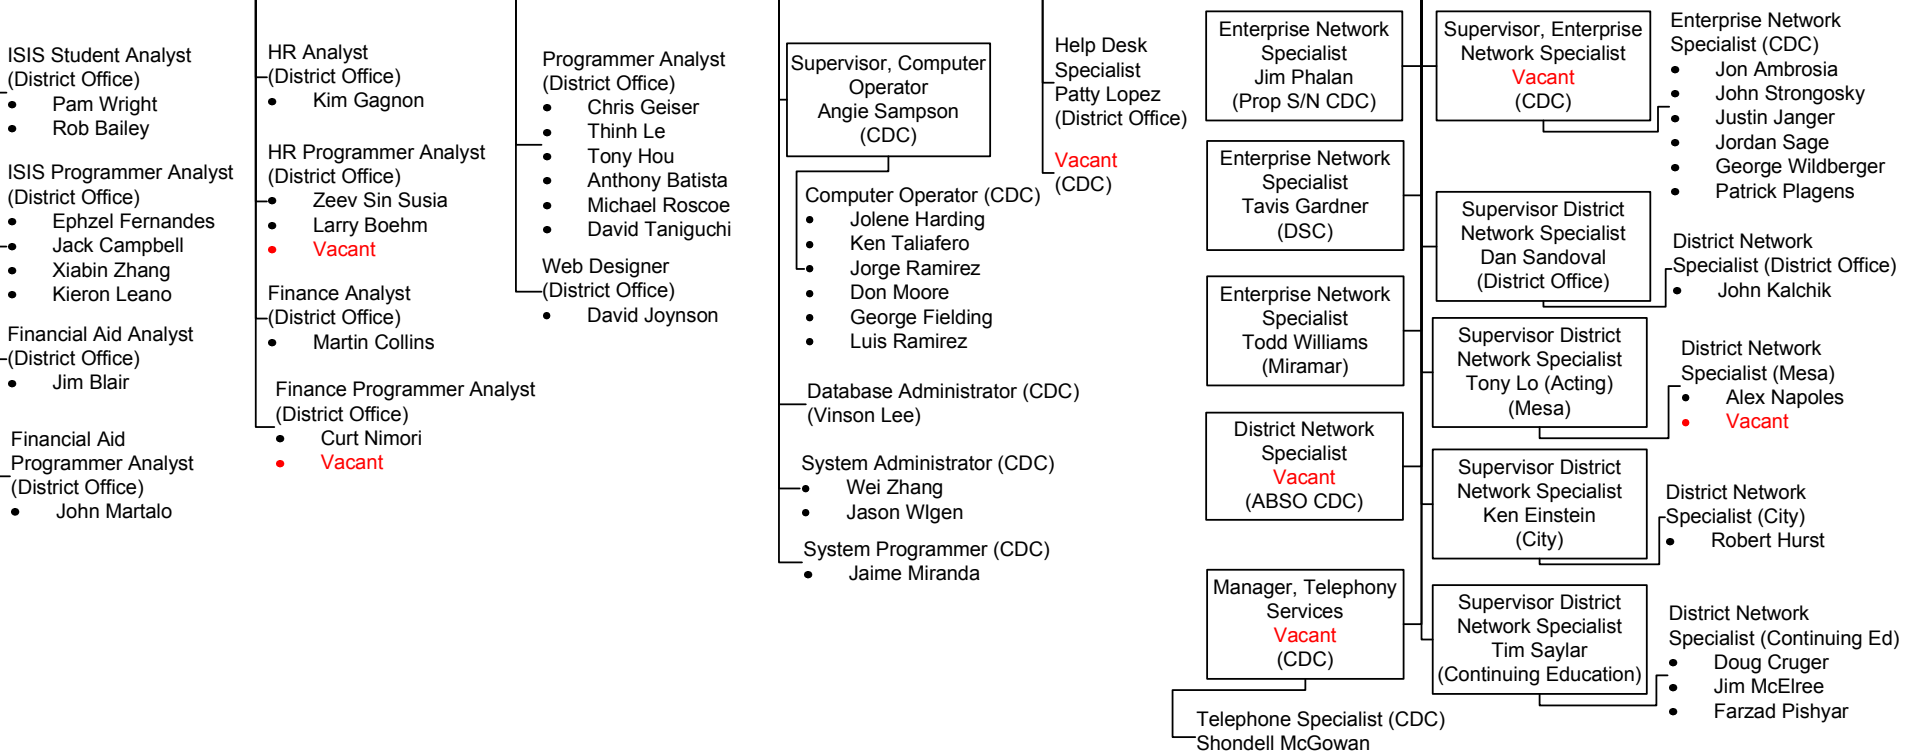 ISIS Student Analyst
(District Office)
• Pam Wright
• Rob Bailey
ISIS Programmer Analyst
(District Office)
• Ephzel Fernandes
• Jack Campbell
• Xiabin Zhang
• Kieron Leano
Financial Aid Analyst
(District Office)
• Jim Blair
Financial Aid
Programmer Analyst
(District Office)
• John Martalo
HR Analyst
(District Office)
• Kim Gagnon
HR Programmer Analyst
(District Office)
• Zeev Sin Susia
• Larry Boehm
• Vacant
Finance Analyst
(District Office)
• Martin Collins
Finance Programmer Analyst
(District Office)
• Curt Nimori
• Vacant
Programmer Analyst
(District Office)
• Chris Geiser
• Thinh Le
• Tony Hou
• Anthony Batista
• Michael Roscoe
• David Taniguchi
Web Designer
(District Office)
• David Joynson
Supervisor, Computer
Operator
Angie Sampson
(CDC)
Computer Operator (CDC)
• Jolene Harding
• Ken Taliafero
• Jorge Ramirez
• Don Moore
• George Fielding
• Luis Ramirez
Database Administrator (CDC)
(Vinson Lee)
System Administrator (CDC)
• Wei Zhang
• Jason WIgen
System Programmer (CDC)
• Jaime Miranda
Help Desk
Specialist
Patty Lopez
(District Office)
Vacant
(CDC)
Enterprise Network
Specialist
Jim Phalan
(Prop S/N CDC)
Enterprise Network
Specialist
Tavis Gardner
(DSC)
Enterprise Network
Specialist
Todd Williams
(Miramar)
District Network
Specialist
Vacant
(ABSO CDC)
Manager, Telephony
Services
Vacant
(CDC)
Telephone Specialist (CDC)
Shondell McGowan
Supervisor, Enterprise
Network Specialist
Vacant
(CDC)
Enterprise Network
Specialist (CDC)
• Jon Ambrosia
• John Strongosky
• Justin Janger
• Jordan Sage
• George Wildberger
• Patrick Plagens
Supervisor District
Network Specialist
Dan Sandoval
(District Office)
District Network
Specialist (District Office)
• John Kalchik
Supervisor District
Network Specialist
Tony Lo (Acting)
(Mesa)
District Network
Specialist (Mesa)
• Alex Napoles
• Vacant
Supervisor District
Network Specialist
Ken Einstein
(City)
District Network
Specialist (City)
• Robert Hurst
Supervisor District
Network Specialist
Tim Saylar
(Continuing Education)
District Network
Specialist (Continuing Ed)
• Doug Cruger
• Jim McElree
• Farzad Pishyar